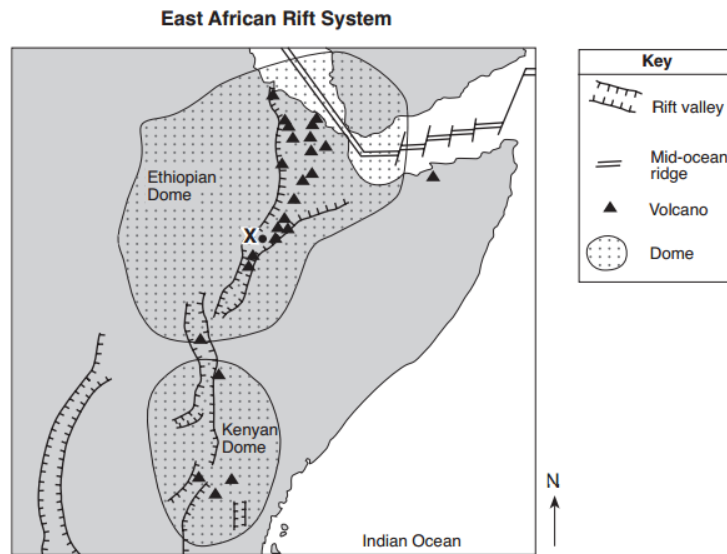 East African Rift System
Ethiopian
Dome
X
Kenyan
Dome
Indian Ocean
N
Key
Rift valley
Mid-ocean
ridge
Volcano
Dome